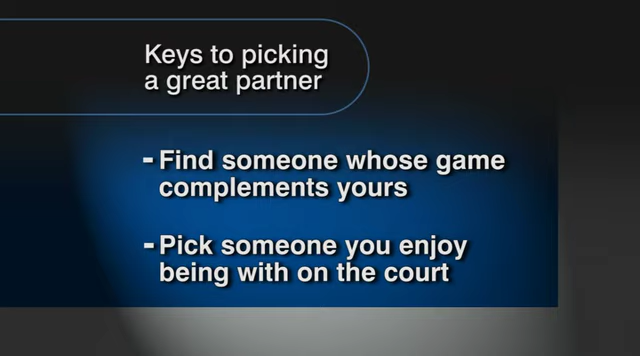 Keys to picking
a great partner
- Find someone whose game
complements yours
- Pick someone you enjoy
being with on the court